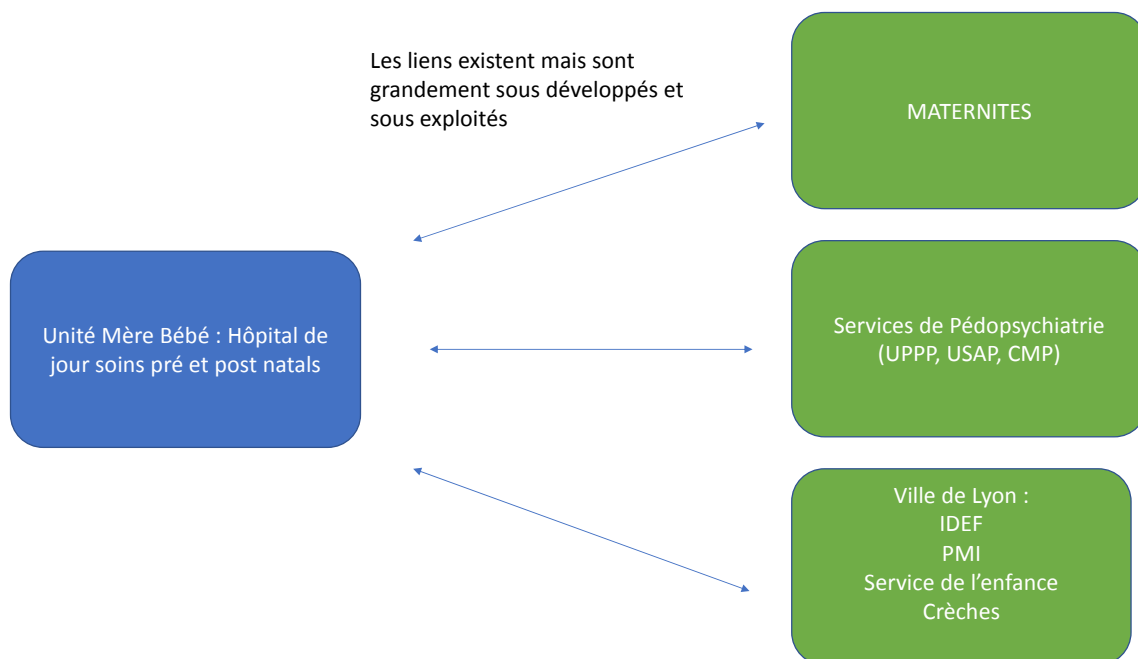 Les liens existent mais sont
grandement sous développés et
sous exploités
MATERNITES
Unité Mère Bébé : Hôpital de
jour soins pré et post natals
Services de Pédopsychiatrie
(UPPP, USAP, CMP)
Ville de Lyon :
IDEF
PMI
Service de l’enfance
Crèches